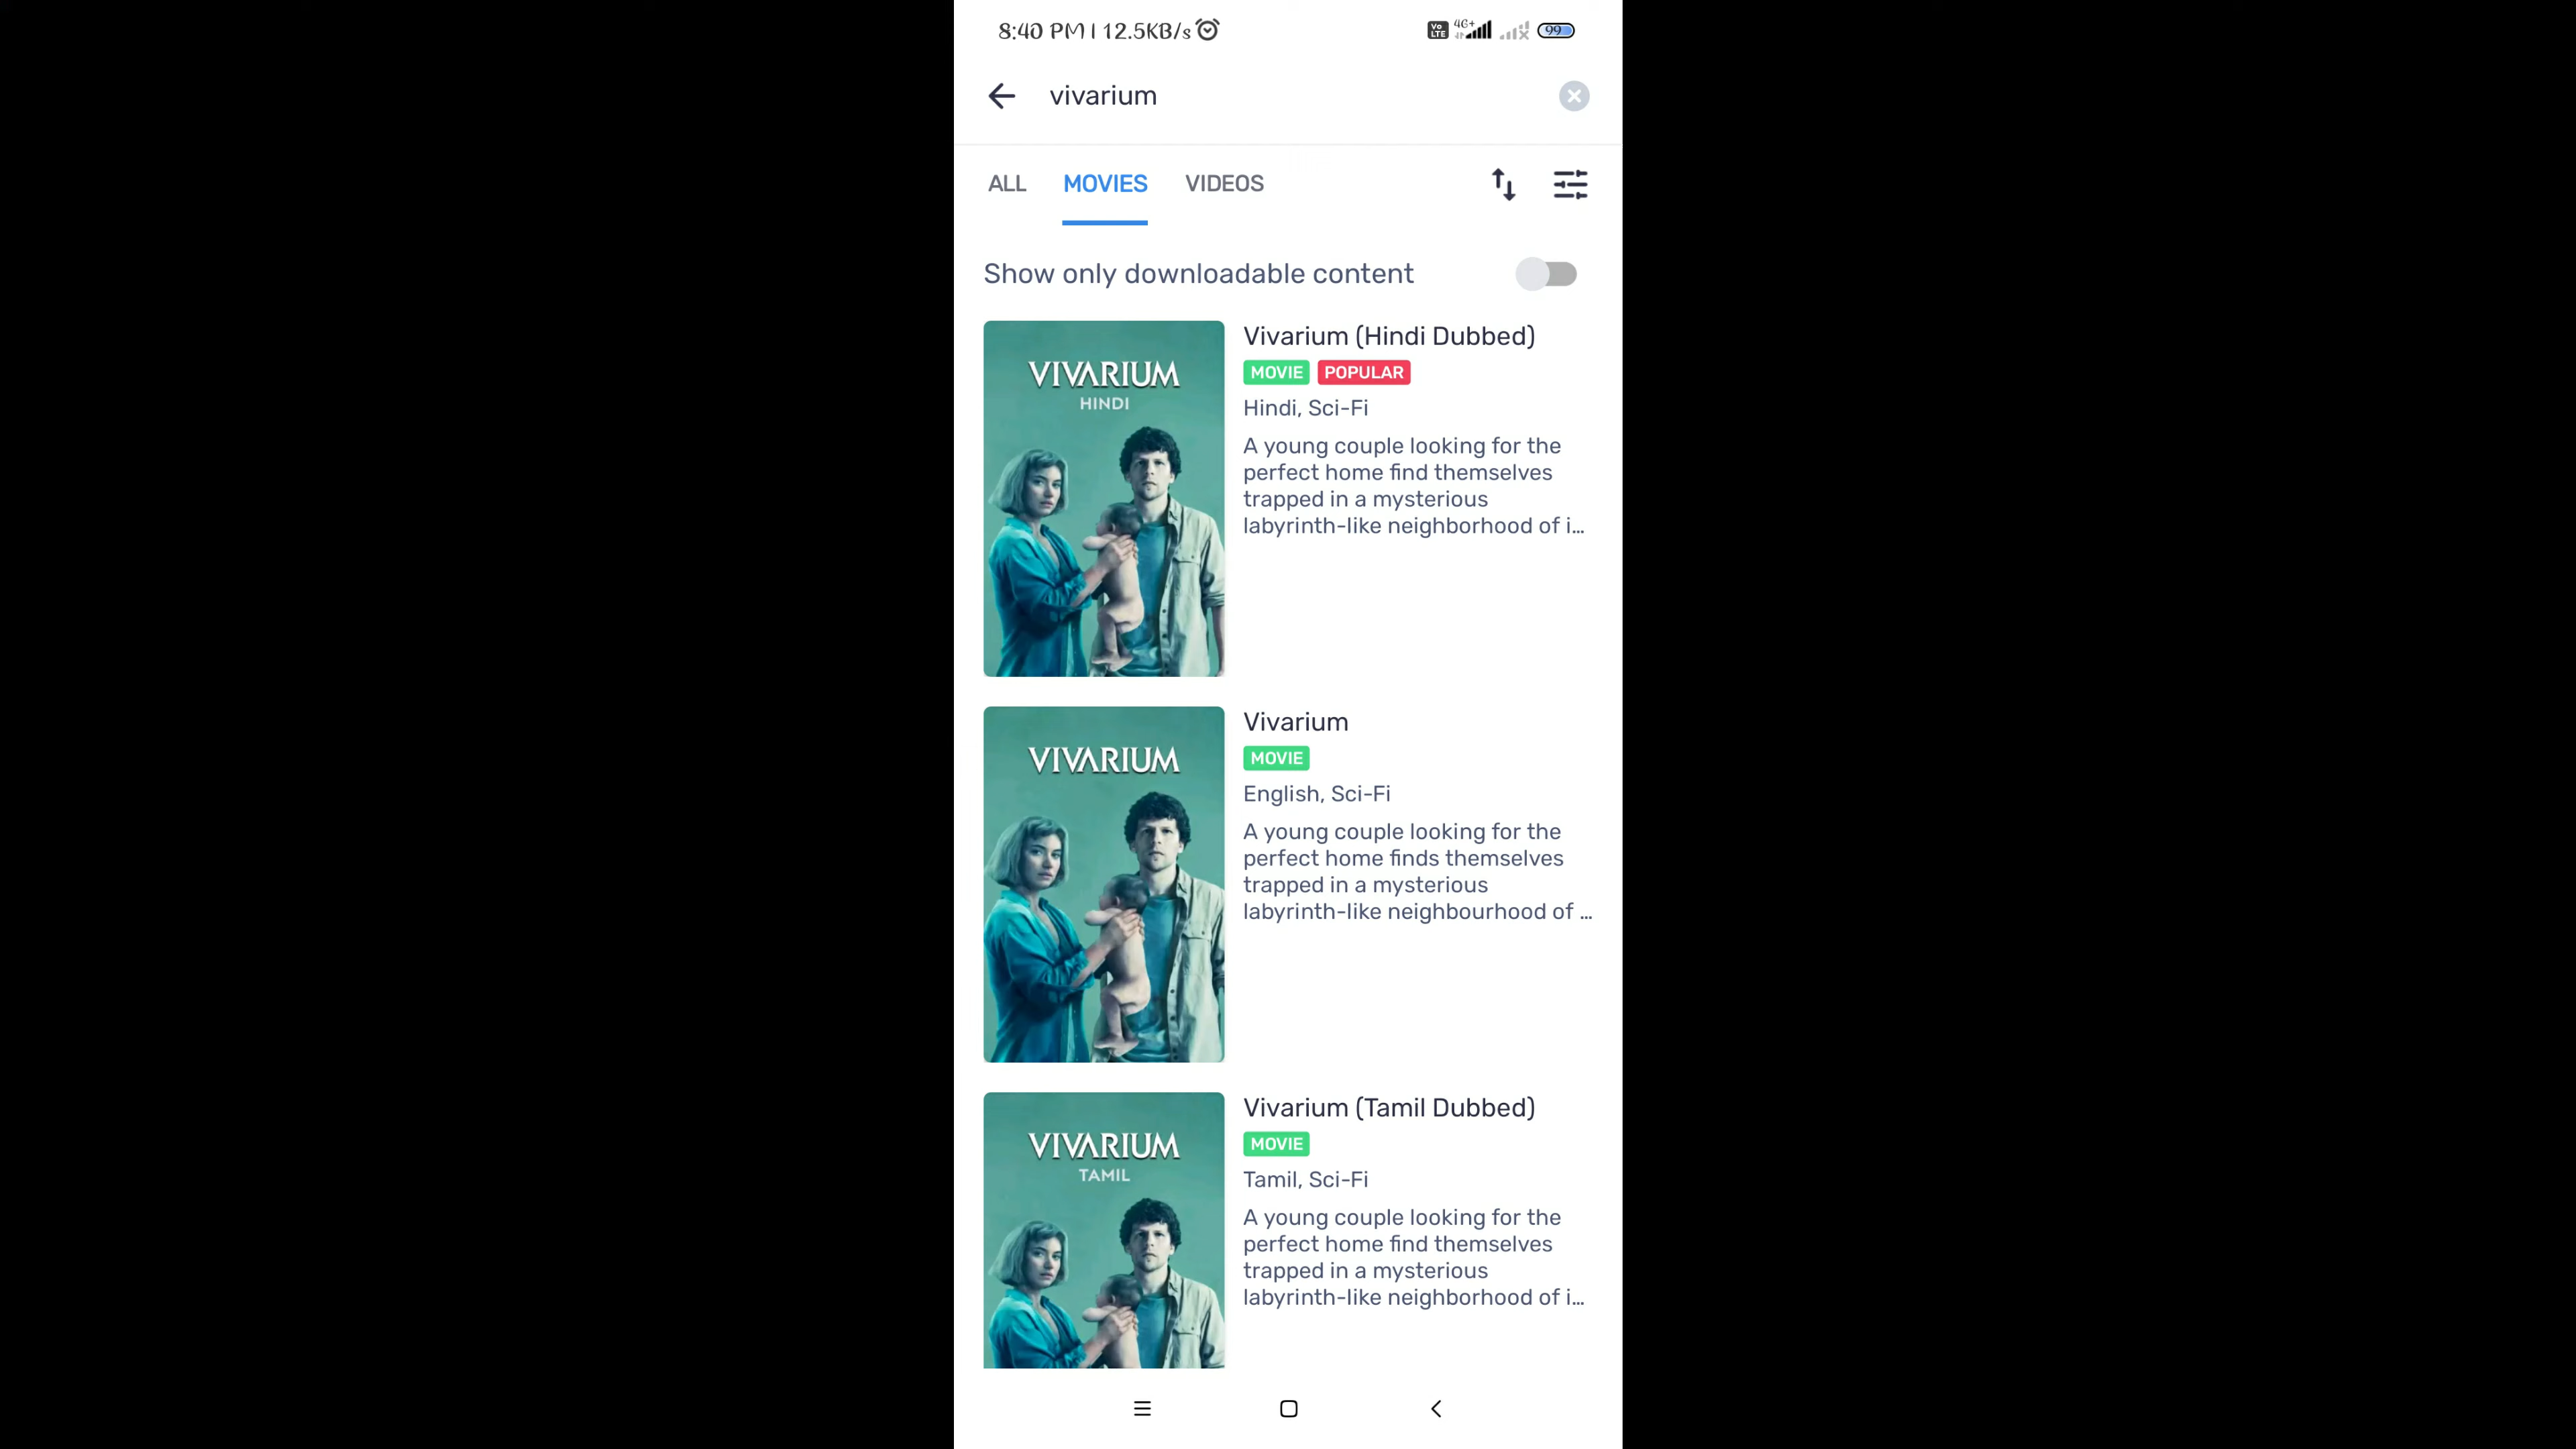 8:40 PM | 12.5KB/s
Vo LTE 4G+ 99
vivarium
ALL MOVIES VIDEOS
Show only downloadable content
VIVARIUM
HINDI
Vivarium (Hindi Dubbed)
MOVIE POPULAR
Hindi, Sci-Fi
A young couple looking for the
perfect home find themselves
trapped in a mysterious
labyrinth-like neighborhood of i...
VIVARIUM
Vivarium
MOVIE
English, Sci-Fi
A young couple looking for the
perfect home finds themselves
trapped in a mysterious
labyrinth-like neighbourhood of ...
VIVARIUM
TAMIL
Vivarium (Tamil Dubbed)
MOVIE
Tamil, Sci-Fi
A young couple looking for the
perfect home find themselves
trapped in a mysterious
labyrinth-like neighborhood of i...